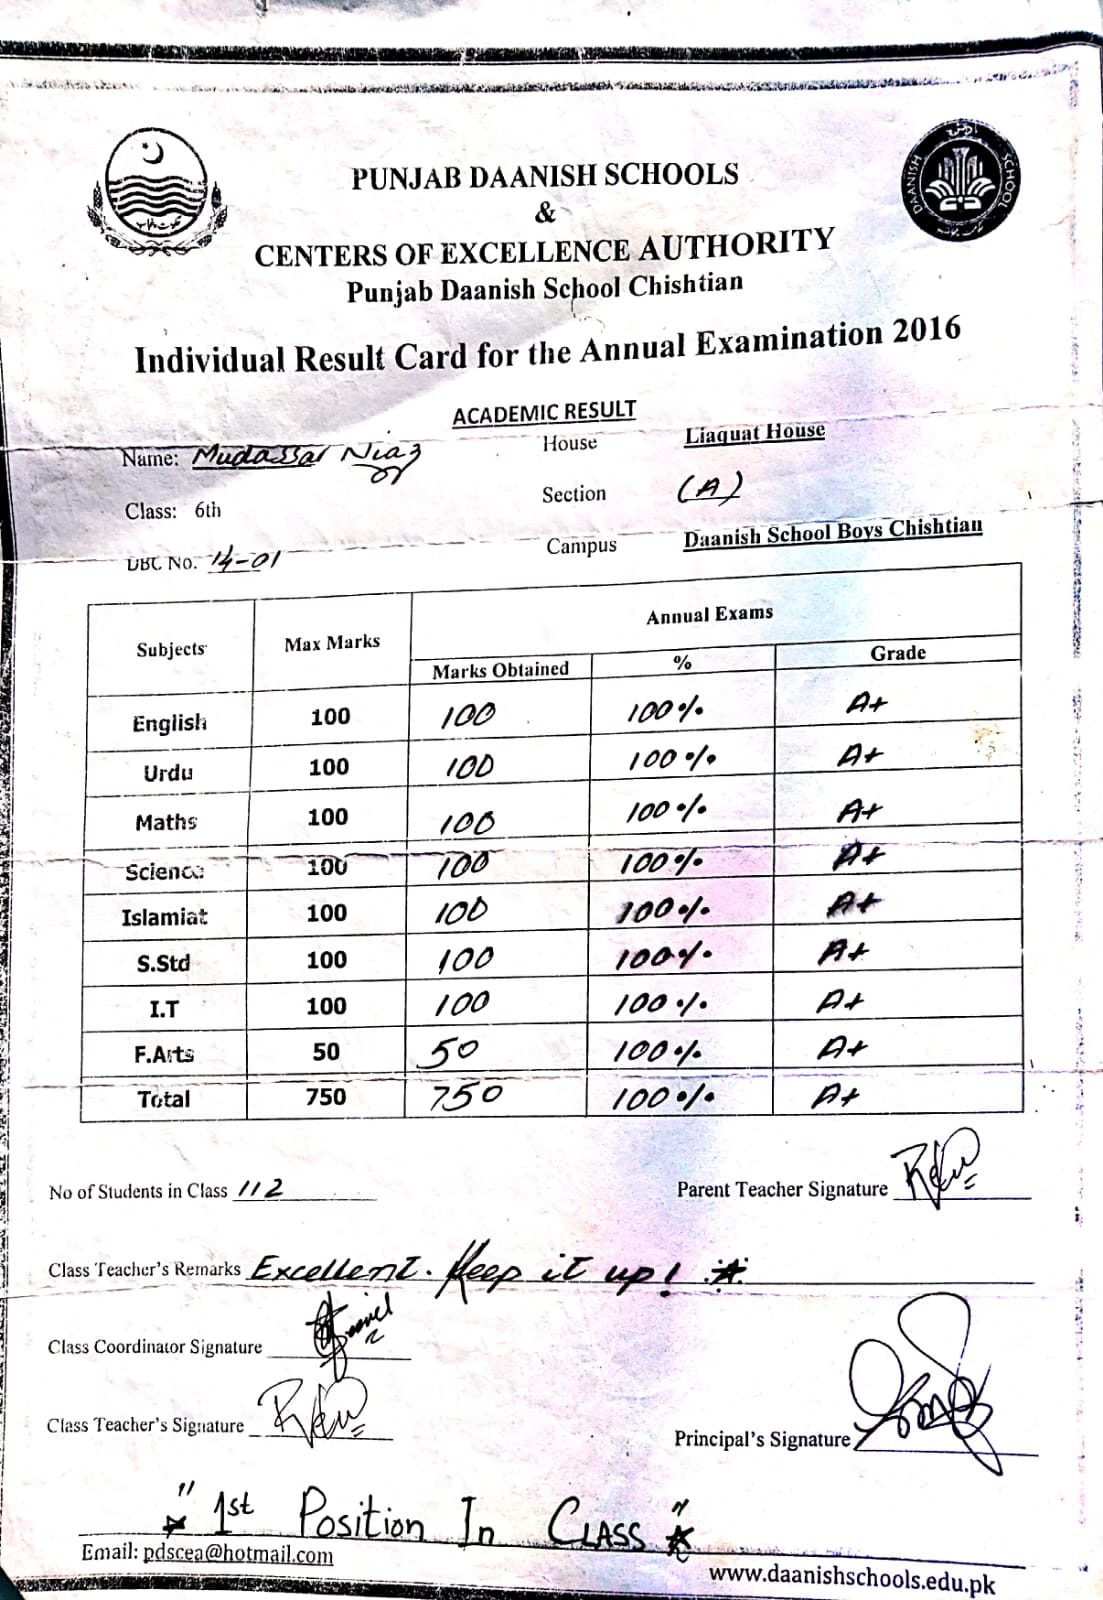 حکومت پنجاب
دانش
DAANISH SCHOOL
PUNJAB DAANISH SCHOOLS
&
CENTERS OF EXCELLENCE AUTHORITY
Punjab Daanish School Chishtian
Individual Result Card for the Annual Examination 2016
ACADEMIC RESULT
Name: Mudassar Niaz House Liaquat House
Class: 6th Section (A)
DBC No. 14-01 Campus Daanish School Boys Chishtian
Subjects Max Marks Annual Exams
Marks Obtained % Grade
English 100 100 100% A+
Urdu 100 100 100% A+
Maths 100 100 100% A+
Science 100 100 100% A+
Islamiat 100 100 100% A+
S.Std 100 100 100% A+
I.T 100 100 100% A+
F.Arts 50 50 100% A+
Total 750 750 100% A+
No of Students in Class 112 Parent Teacher Signature
Class Teacher's Remarks Excellent. Keep it up!
Class Coordinator Signature
Class Teacher's Signature Principal's Signature
"1st Position In CLASS"
Email: pdscea@hotmail.com
www.daanishschools.edu.pk